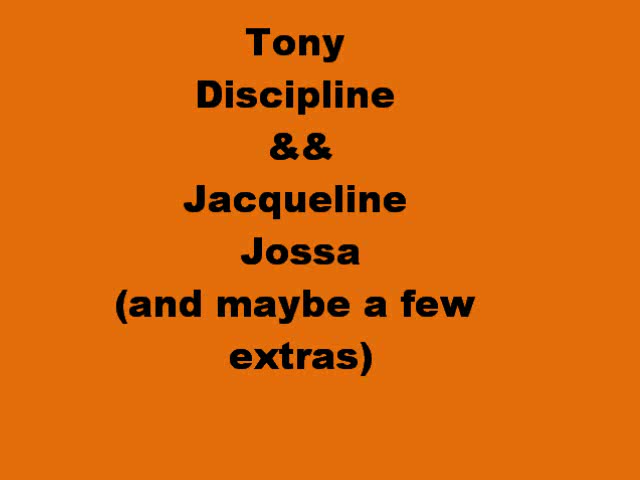 Tony
Discipline
&&
Jacqueline
Jossa
(and maybe a few
extras)